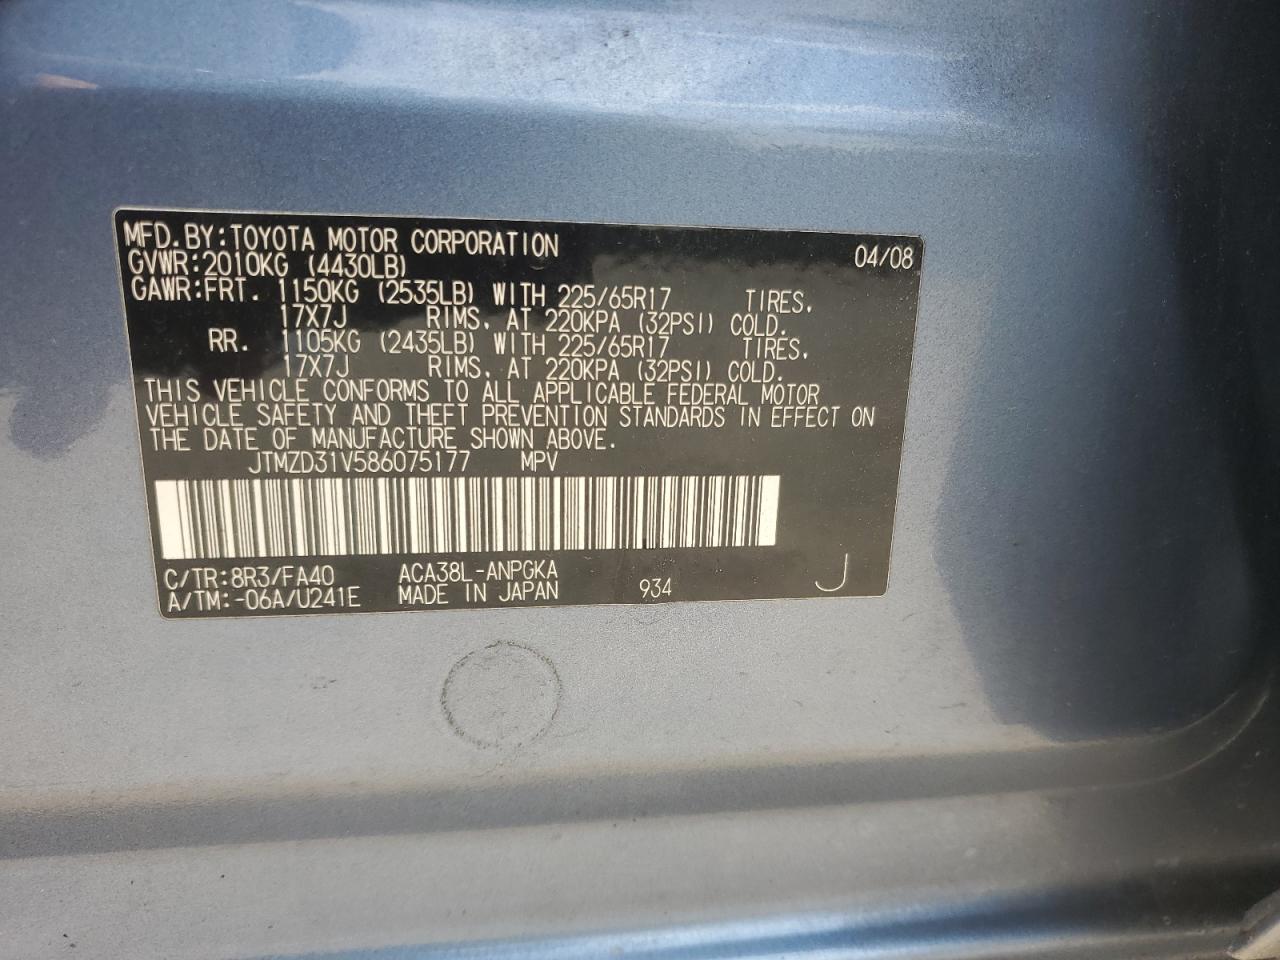 MFD.BY:TOYOTA MOTOR CORPORATION 04/08
GVWR:2010KG (4430LB)
GAWR:FRT. 1150KG (2535LB) WITH 225/65R17 TIRES.
17X7J RIMS, AT 220KPA (32PSI) COLD.
RR. 1105KG (2435LB) WITH 225/65R17 TIRES.
17X7J RIMS, AT 220KPA (32PSI) COLD.
THIS VEHICLE CONFORMS TO ALL APPLICABLE FEDERAL MOTOR
VEHICLE SAFETY AND THEFT PREVENTION STANDARDS IN EFFECT ON
THE DATE OF MANUFACTURE SHOWN ABOVE.
JTMZD31V586075177 MPV
C/TR:8R3/FA40 ACA38L-ANPGKA
A/TM:-06A/U241E MADE IN JAPAN 934 J